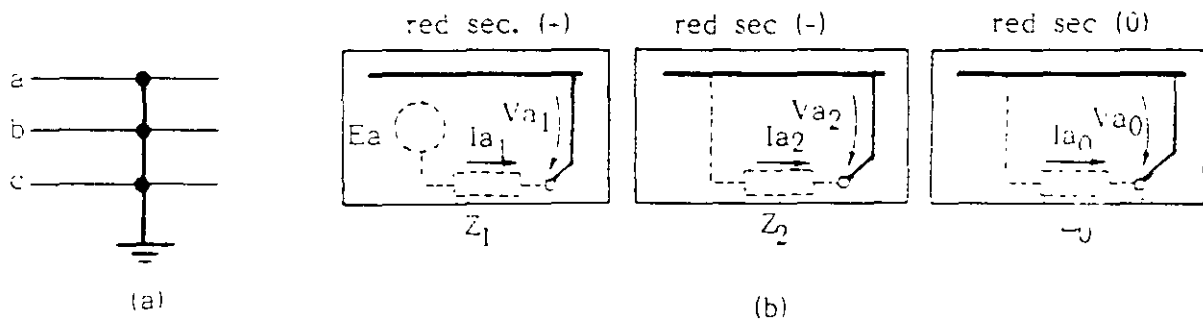 red sec. (+)
red sec (-)
red sec (0)
a
b
c
Ea
Ia1
Va1
Ia2
Va2
Ia0
Va0
Z1
Z2
(a)
(b)